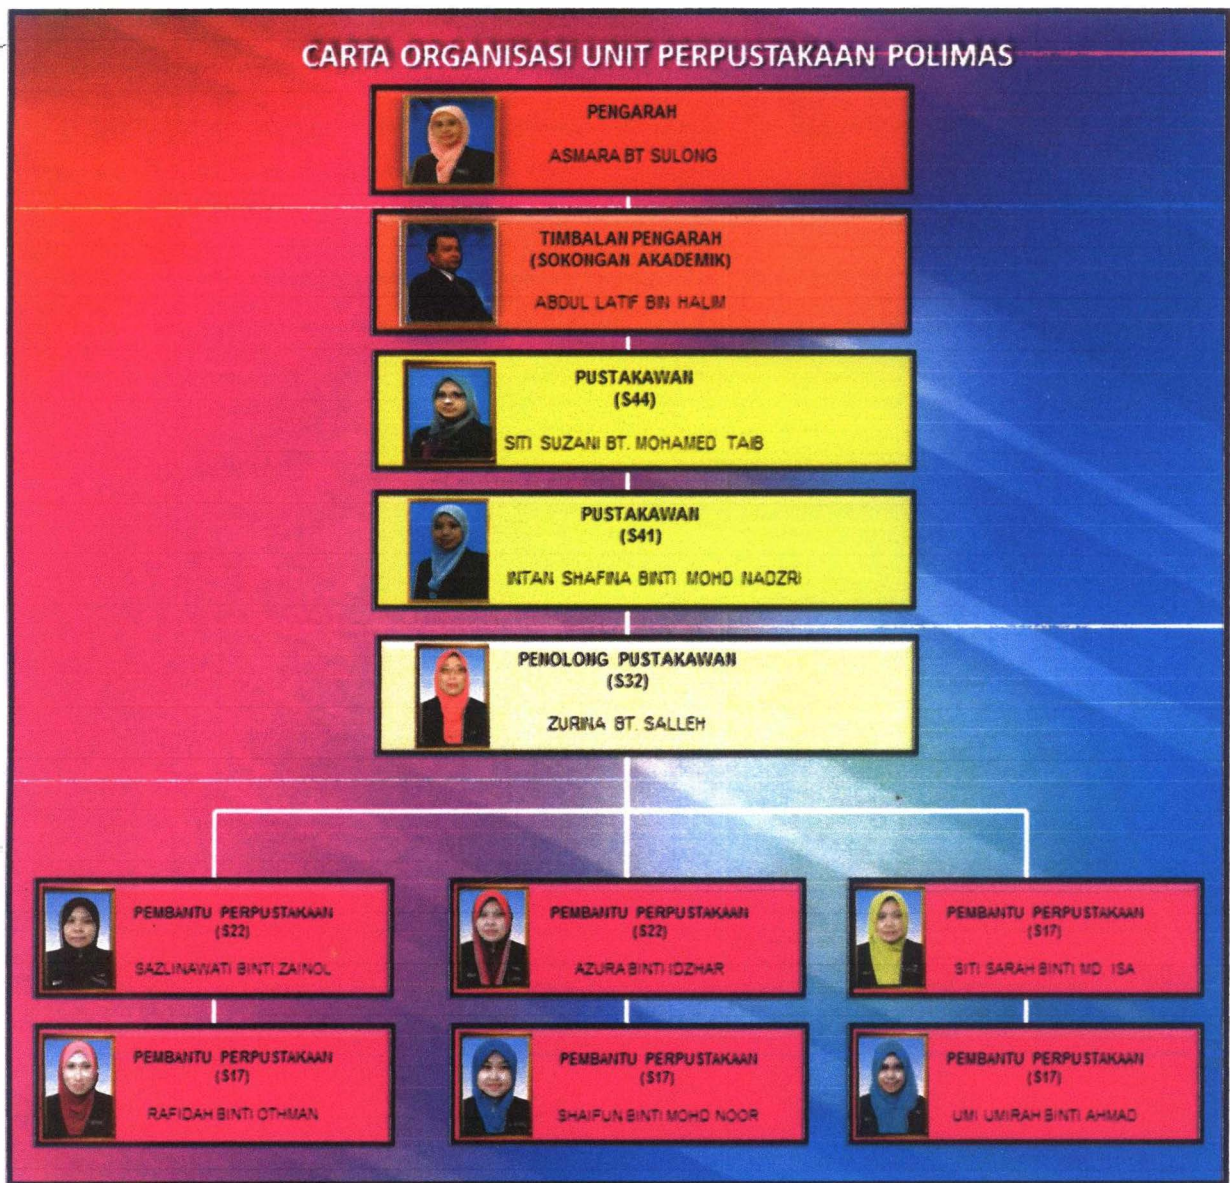 CARTA ORGANISASI UNIT PERPUSTAKAAN POLIMAS
PENGARAH
ASMARA BT SULONG
TIMBALAN PENGARAH
(SOKONGAN AKADEMIK)
ABDUL LATIF BIN HALIM
PUSTAKAWAN
(S44)
SITI SUZANI BT. MOHAMED TAIB
PUSTAKAWAN
(S41)
INTAN SHAFINA BINTI MOHD NADZRI
PENOLONG PUSTAKAWAN
(S32)
ZURINA BT. SALLEH
PEMBANTU PERPUSTAKAAN
(S22)
SAZLINAWATI BINTI ZAINOL
PEMBANTU PERPUSTAKAAN
(S22)
AZURA BINTI IDZHAR
PEMBANTU PERPUSTAKAAN
(S17)
SITI SARAH BINTI MD. ISA
PEMBANTU PERPUSTAKAAN
(S17)
RAFIDAH BINTI OTHMAN
PEMBANTU PERPUSTAKAAN
(S17)
SHAIFUN BINTI MOHD NOOR
PEMBANTU PERPUSTAKAAN
(S17)
UMI UMIRAH BINTI AHMAD